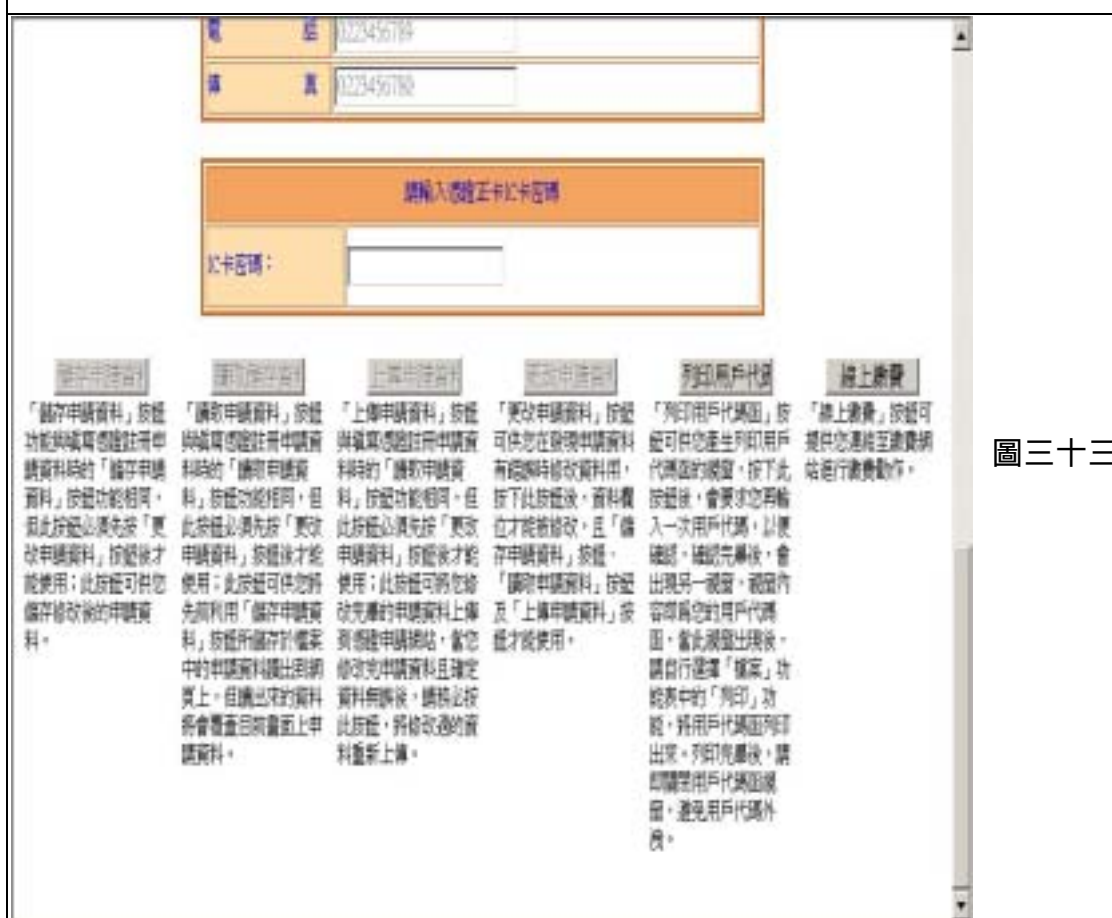 電 話 0223456789
傳 真 0223456780
請輸入憑證正卡IC卡密碼
IC卡密碼：
儲存申請資料
讀取申請資料
上傳申請資料
更改申請資料
列印用戶代碼
線上繳費
「儲存申請資料」按鈕
功能與填寫憑證註冊申
請資料時的「儲存申請
資料」按鈕功能相同，
但此按鈕必須先按「更
改申請資料」按鈕後才
能使用；此按鈕可供您
儲存修改後的申請資
料。
「讀取申請資料」按鈕
與填寫憑證註冊申請資
料時的「讀取申請資
料」按鈕功能相同，但
此按鈕必須先按「更改
申請資料」按鈕後才能
使用；此按鈕可供您將
先前利用「儲存申請資
料」按鈕所儲存於檔案
中的申請資料讀出到網
頁上，但讀出來的資料
將會覆蓋目前畫面上申
請資料。
「上傳申請資料」按鈕
與填寫憑證註冊申請資
料時的「上傳申請資
料」按鈕功能相同，但
此按鈕必須先按「更改
申請資料」按鈕後才能
使用；此按鈕可將您修
改完畢的申請資料上傳
到憑證申請網站，當您
修改完申請資料且確定
資料無誤後，請務必按
此按鈕，將修改過的資
料重新上傳。
「更改申請資料」按鈕
可供您在發現申請資料
有錯誤時修改資料用，
按下此按鈕後，資料欄
位才能被修改，且「儲
存申請資料」按鈕、
「讀取申請資料」按鈕
及「上傳申請資料」按
鈕才能使用。
「列印用戶代碼函」按
鈕可供您產生列印用戶
代碼函的視窗，按下此
按鈕後，會要求您再輸
入一次用戶代碼，以便
確認，確認完畢後，會
出現另一視窗，視窗內
容即為您的用戶代碼
函，當此視窗出現後，
請自行選擇「檔案」功
能表中的「列印」功
能，將用戶代碼函列印
出來。列印完畢後，請
即關閉用戶代碼函視
窗，避免用戶代碼外
洩。
「線上繳費」按鈕可
提供您連結至繳費網
站進行繳費動作。
圖三十三